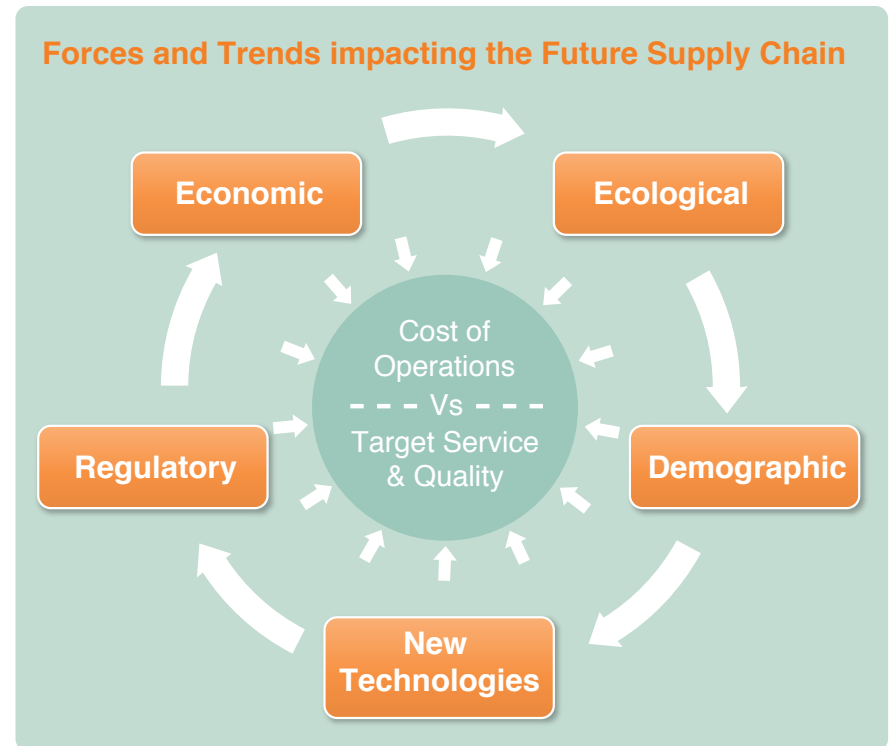 Forces and Trends impacting the Future Supply Chain
Economic
Ecological
Cost of
Operations
- - - Vs - - -
Target Service
& Quality
Regulatory
Demographic
New
Technologies